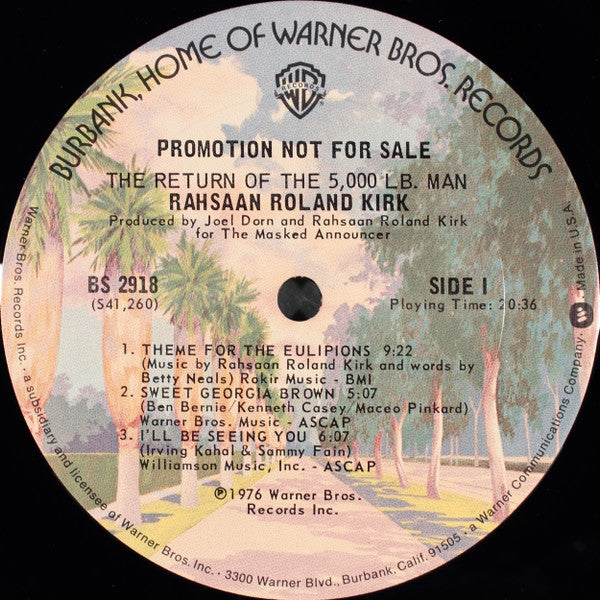 BURBANK, HOME OF WARNER BROS. RECORDS
WB
RECORDS
PROMOTION NOT FOR SALE
THE RETURN OF THE 5,000 LB. MAN
RAHSAAN ROLAND KIRK
Produced by Joel Dorn and Rahsaan Roland Kirk
for The Masked Announcer
BS 2918
(S41,260)
SIDE I
Playing Time: 20:36
1. THEME FOR THE EULIPIONS 9:22
(Music by Rahsaan Roland Kirk and words by
Betty Neals) Rokir Music - BMI
2. SWEET GEORGIA BROWN 5:07
(Ben Bernie/Kenneth Casey/Maceo Pinkard)
Warner Bros. Music - ASCAP
3. I'LL BE SEEING YOU 6:07
(Irving Kahal & Sammy Fain)
Williamson Music, Inc. - ASCAP
℗1976 Warner Bros.
Records Inc.
Warner Bros. Records Inc. · a subsidiary and licensee of Warner Bros. Inc. · 3300 Warner Blvd., Burbank, Calif. 91505 · a Warner Communications Company. Made in U.S.A.